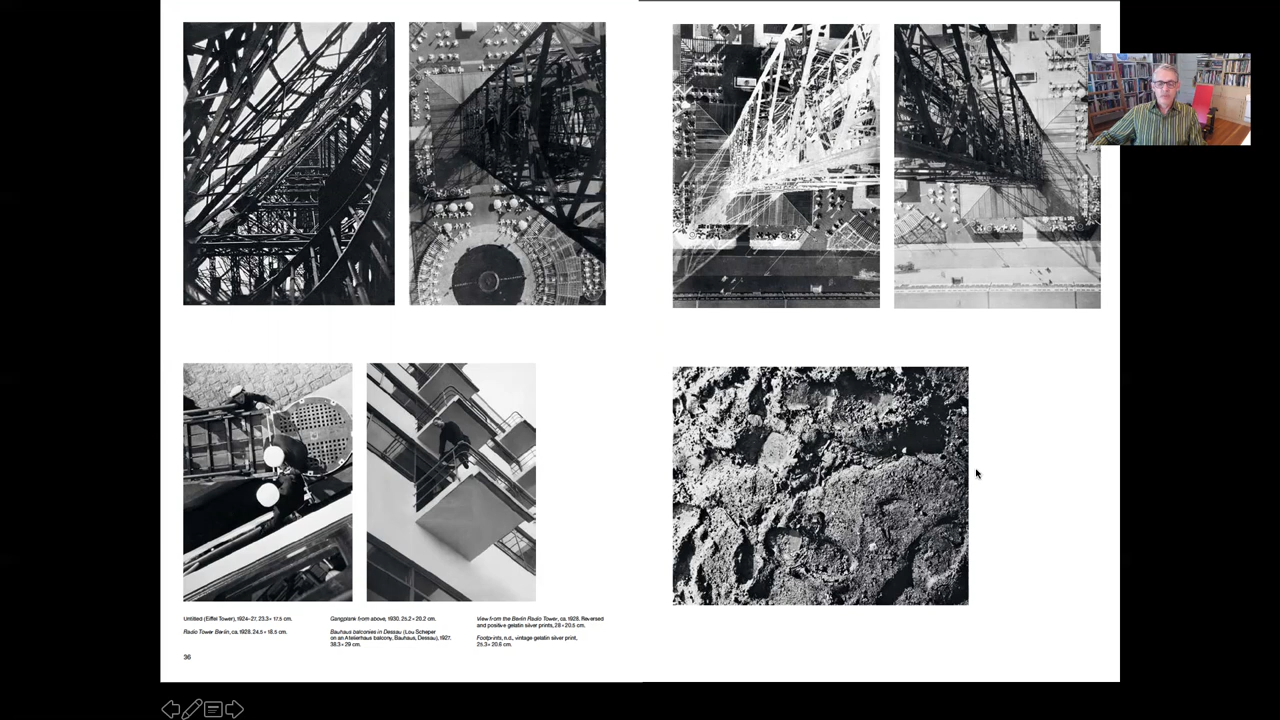 Untitled (Eiffel Tower), 1924-27. 23.3 × 17.5 cm.
Radio Tower Berlin, ca. 1928. 24.5 × 18.5 cm.
Gangplank from above, 1930. 25.2 × 20.2 cm.
Bauhaus balconies in Dessau (Lou Scheper
on an Atelierhaus balcony, Bauhaus, Dessau), 1927.
38.3 × 29 cm.
View from the Berlin Radio Tower, ca. 1928. Reversed
and positive gelatin silver prints, 28 × 20.5 cm.
Footprints, n.d., vintage gelatin silver print,
25.3 × 20.6 cm.
36